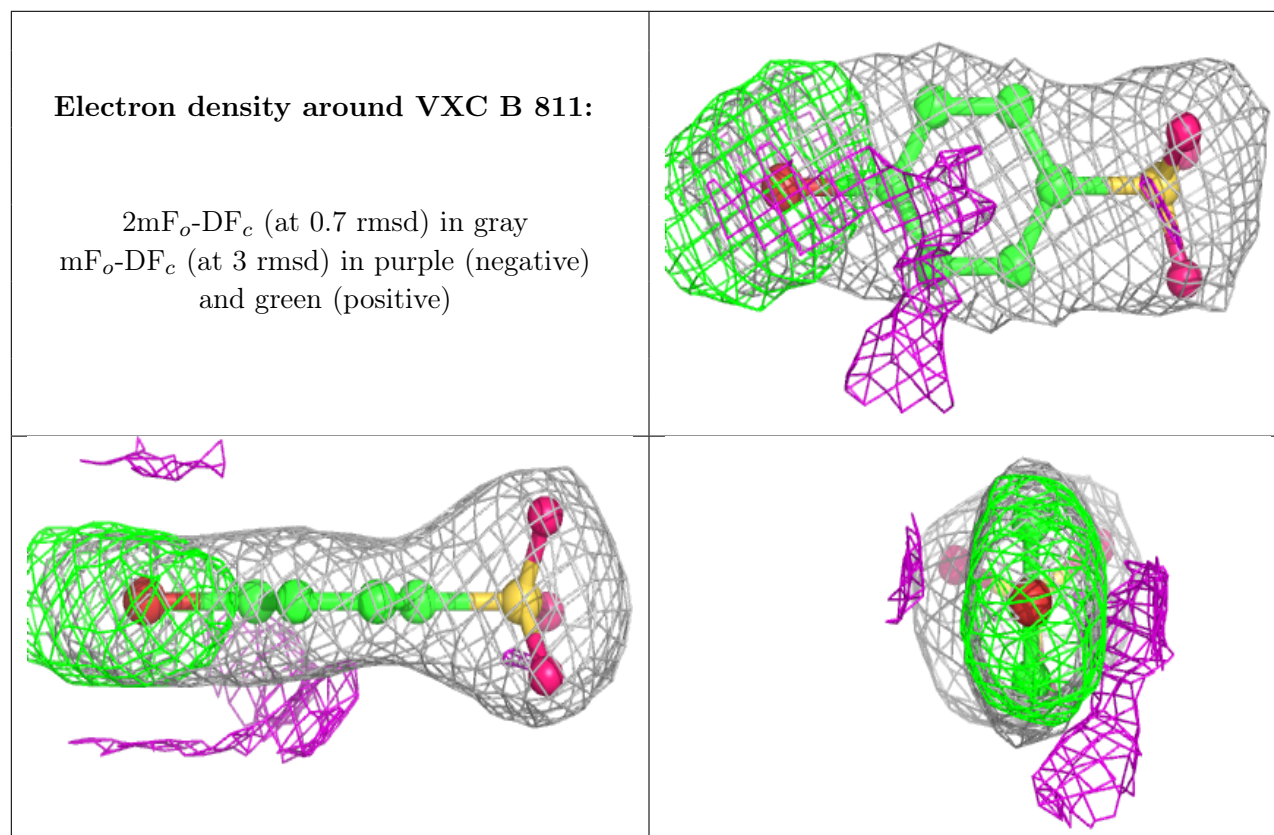 Electron density around VXC B 811:
2mFₒ-DF𝒸 (at 0.7 rmsd) in gray
mFₒ-DF𝒸 (at 3 rmsd) in purple (negative)
and green (positive)